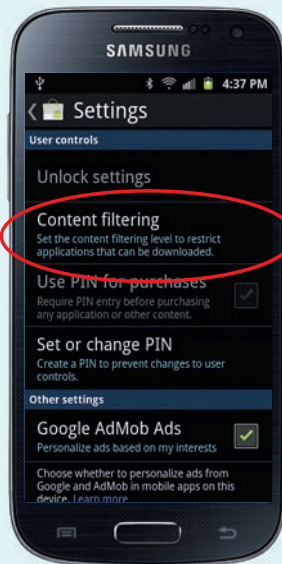 SAMSUNG
4:37 PM
Settings
User controls
Unlock settings
Content filtering
Set the content filtering level to restrict
applications that can be downloaded.
Use PIN for purchases
Require PIN entry before purchasing
any application or other content.
Set or change PIN
Create a PIN to prevent changes to user
controls.
Other settings
Google AdMob Ads
Personalize ads based on my interests
Choose whether to personalize ads from
Google and AdMob in mobile apps on this
device. Learn more